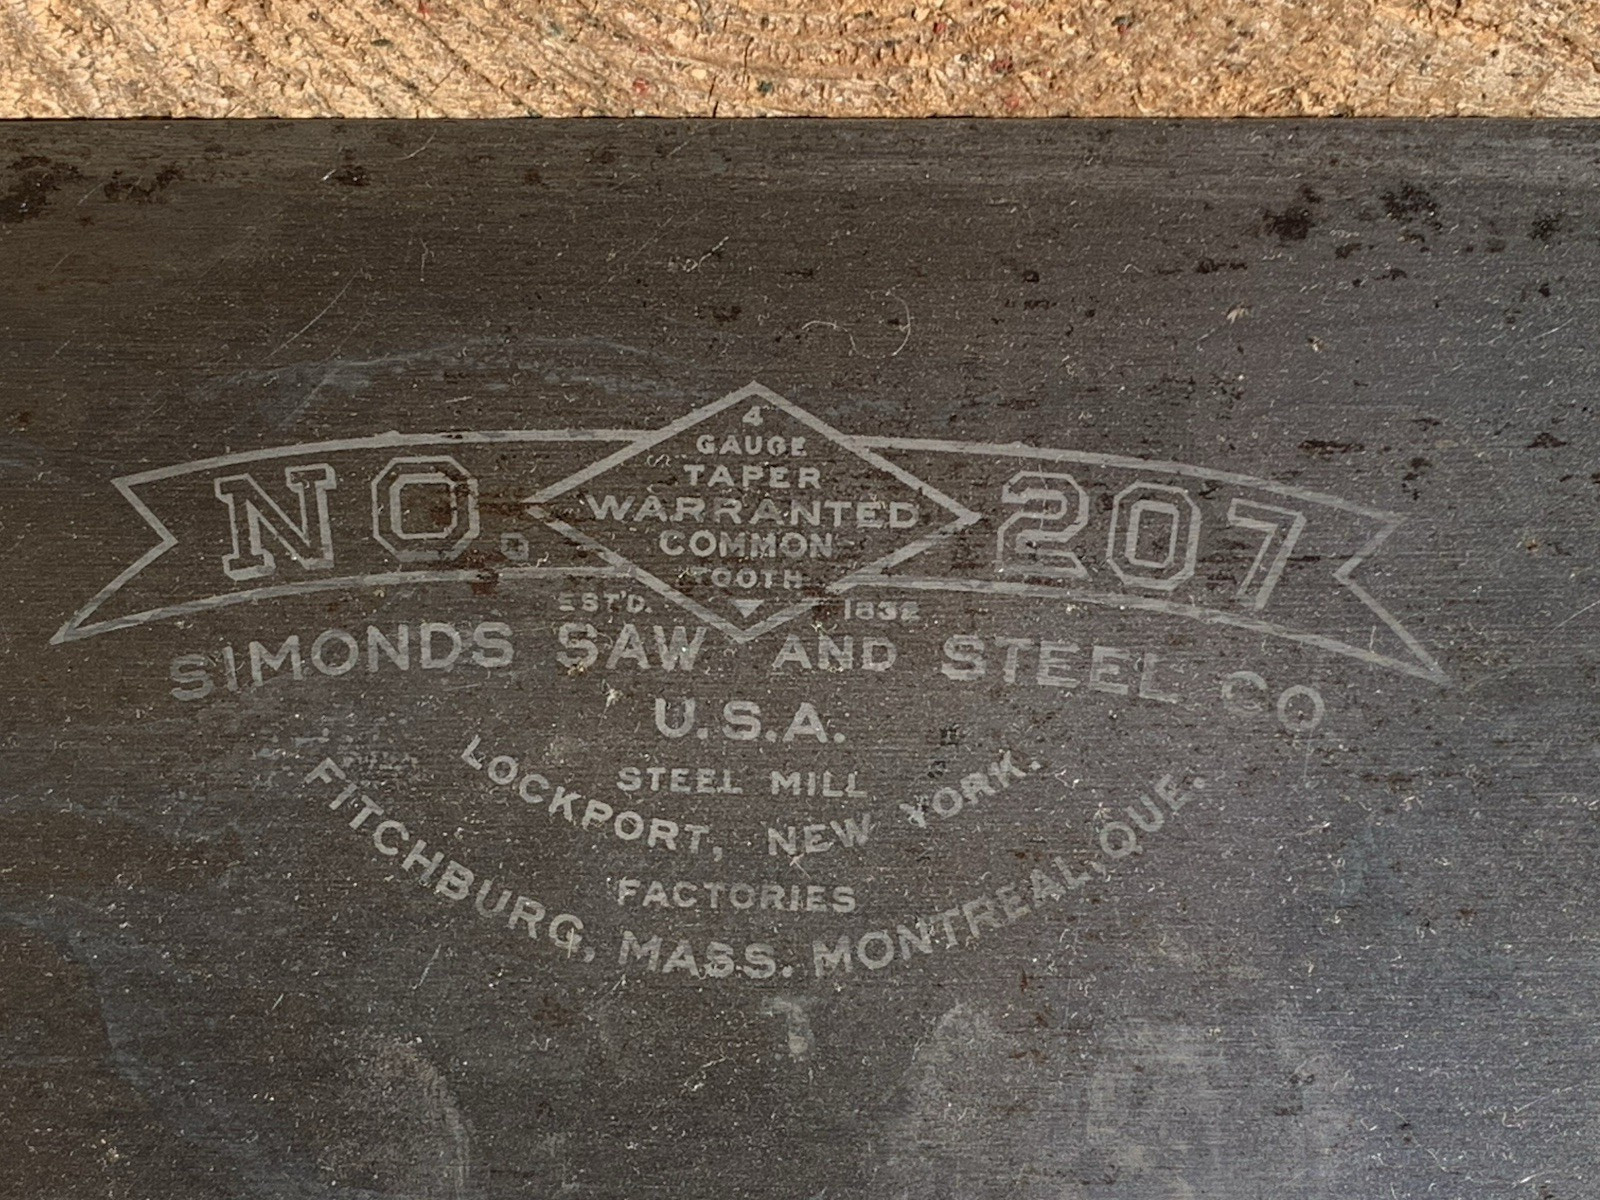 4
GAUGE
TAPER
NO. WARRANTED 207
COMMON
TOOTH
EST'D. 1832
SIMONDS SAW AND STEEL CO
U.S.A.
STEEL MILL
LOCKPORT, NEW YORK.
FACTORIES
FITCHBURG, MASS. MONTREAL, QUE.